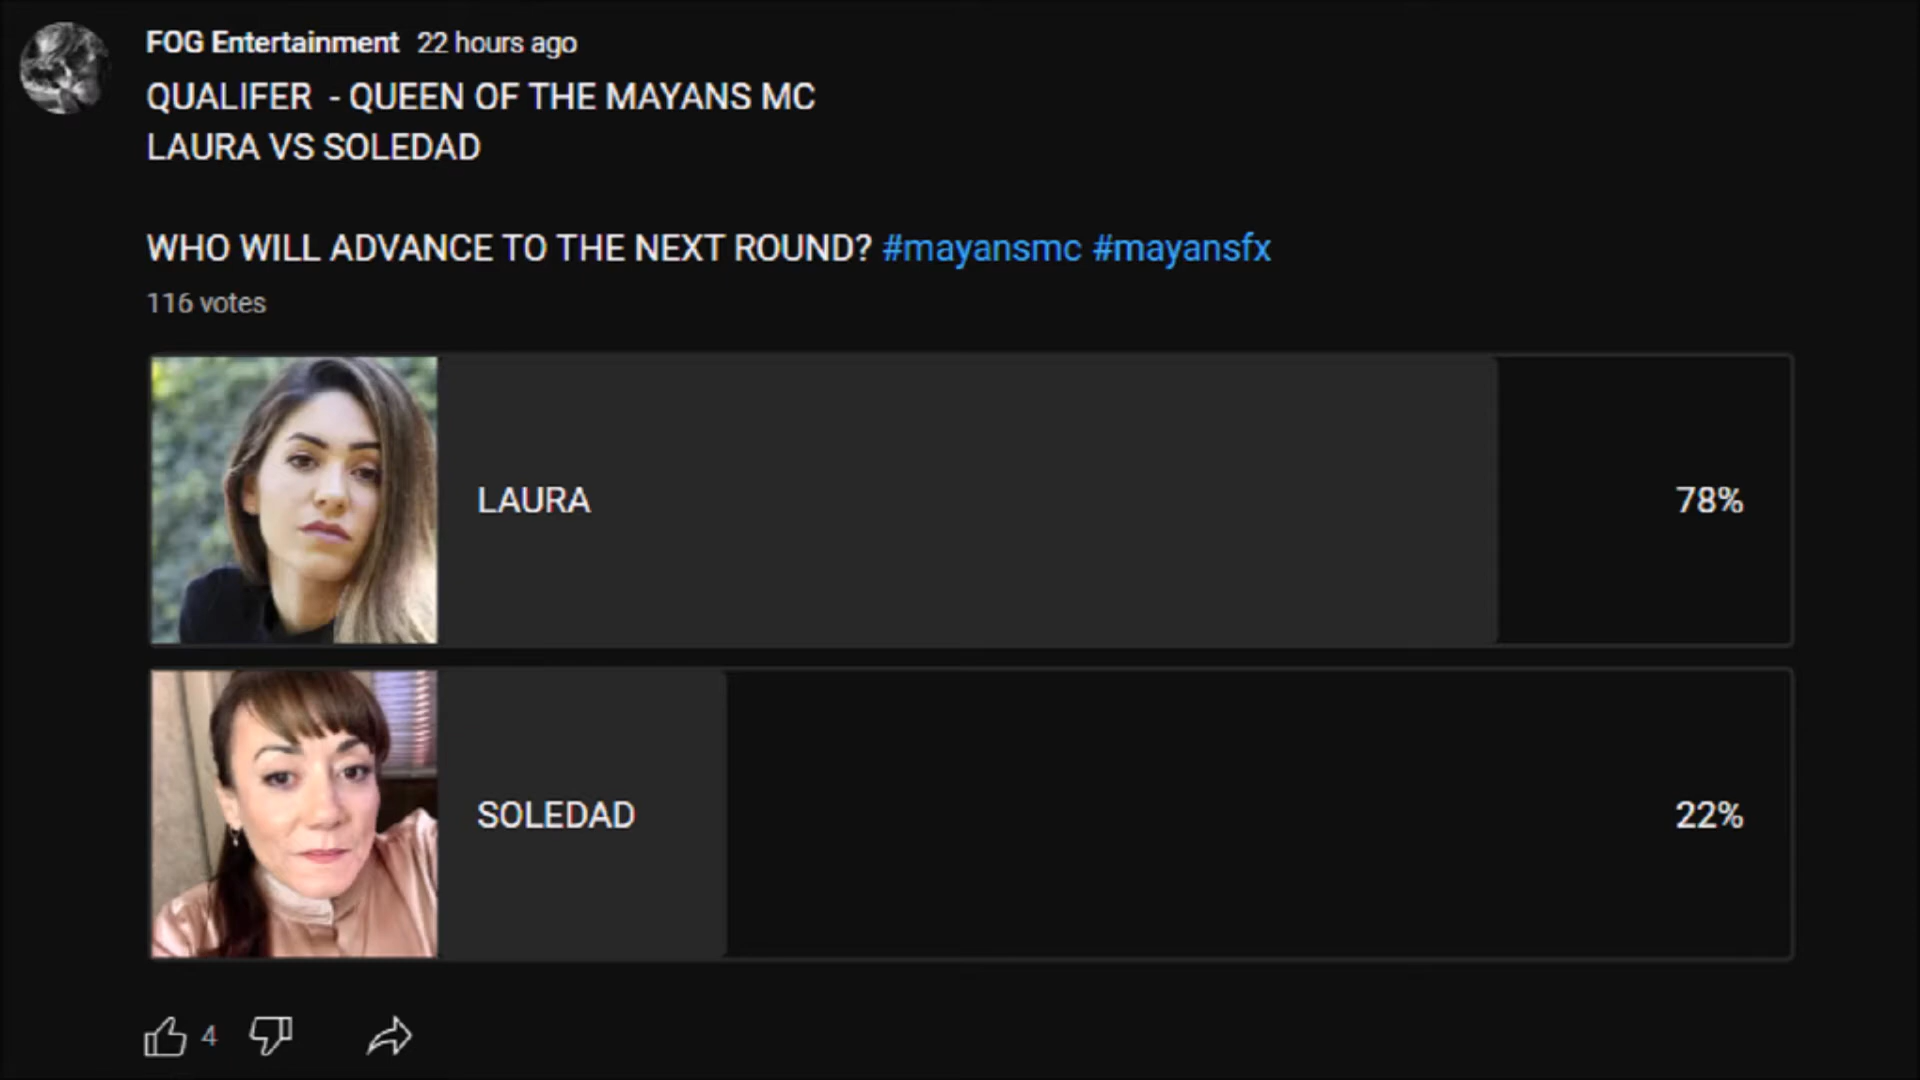 FOG Entertainment 22 hours ago
QUALIFER - QUEEN OF THE MAYANS MC
LAURA VS SOLEDAD
WHO WILL ADVANCE TO THE NEXT ROUND? #mayansmc #mayansfx
116 votes
LAURA 78%
SOLEDAD 22%
4